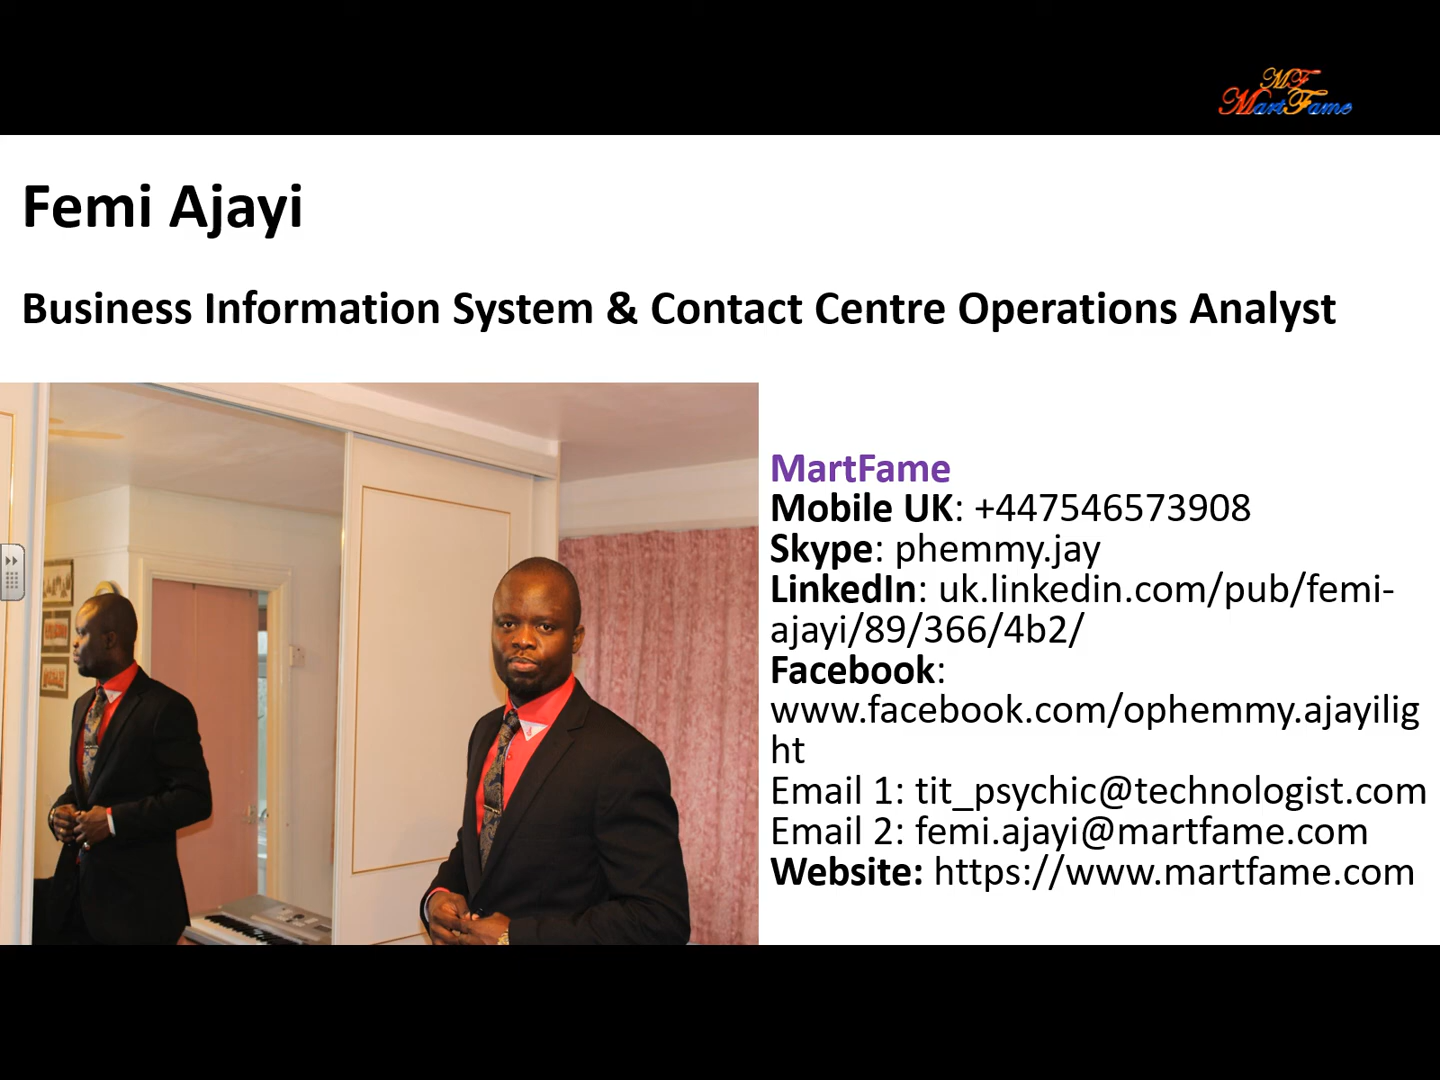 MF
MartFame
Femi Ajayi
Business Information System & Contact Centre Operations Analyst
MartFame
Mobile UK: +447546573908
Skype: phemmy.jay
LinkedIn: uk.linkedin.com/pub/femi-
ajayi/89/366/4b2/
Facebook:
www.facebook.com/ophemmy.ajayilig
ht
Email 1: tit_psychic@technologist.com
Email 2: femi.ajayi@martfame.com
Website: https://www.martfame.com